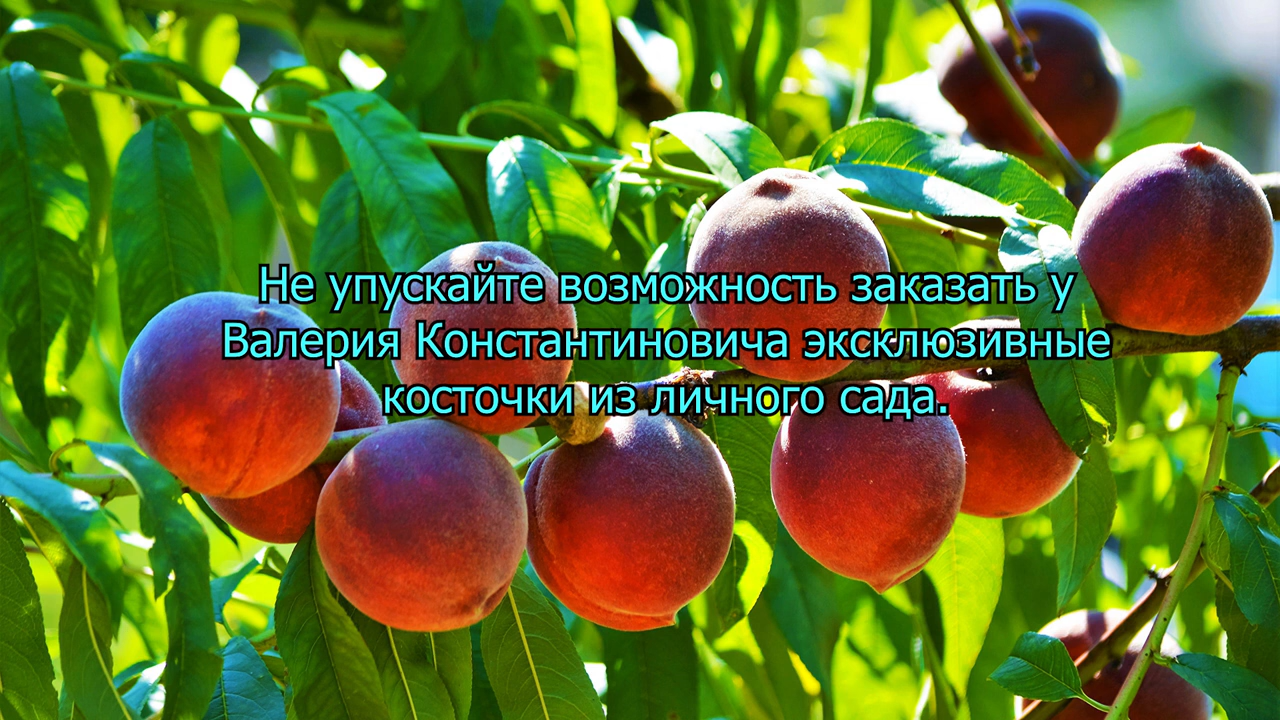 Не упускайте возможность заказать у
Валерия Константиновича эксклюзивные
косточки из личного сада.